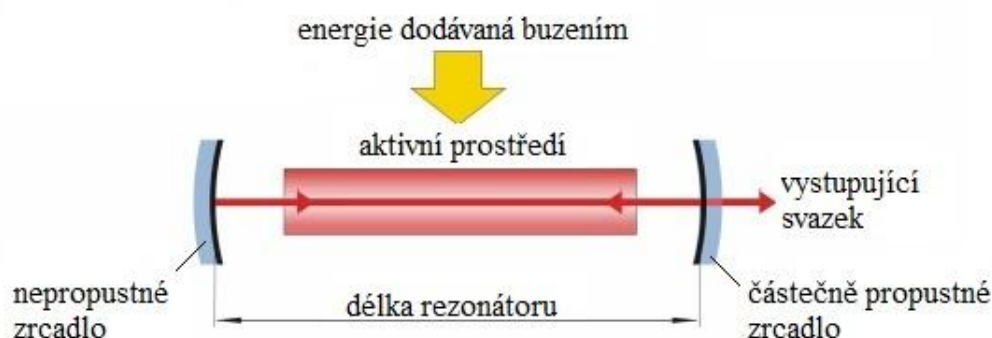 energie dodávaná buzením
aktivní prostředí
vystupující
svazek
nepropustné
zrcadlo
délka rezonátoru
částečně propustné
zrcadlo